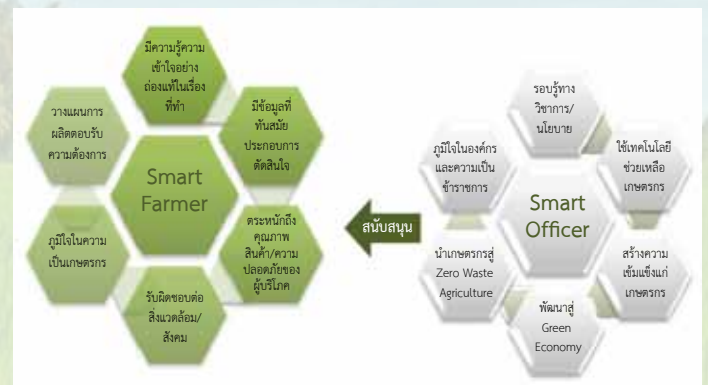 มีความรู้ความ
เข้าใจอย่าง
ถ่องแท้ในเรื่อง
ที่ทำ
มีข้อมูลที่
ทันสมัย
ประกอบการ
ตัดสินใจ
ตระหนักถึง
คุณภาพ
สินค้า/ความ
ปลอดภัยของ
ผู้บริโภค
รับผิดชอบต่อ
สิ่งแวดล้อม/
สังคม
ภูมิใจในความ
เป็นเกษตรกร
วางแผนการ
ผลิตตอบรับ
ความต้องการ
Smart
Farmer
สนับสนุน
รอบรู้ทาง
วิชาการ/
นโยบาย
ใช้เทคโนโลยี
ช่วยเหลือ
เกษตรกร
สร้างความ
เข้มแข็งแก่
เกษตรกร
พัฒนาสู่
Green
Economy
นำเกษตรกรสู่
Zero Waste
Agriculture
ภูมิใจในองค์กร
และความเป็น
ข้าราชการ
Smart
Officer